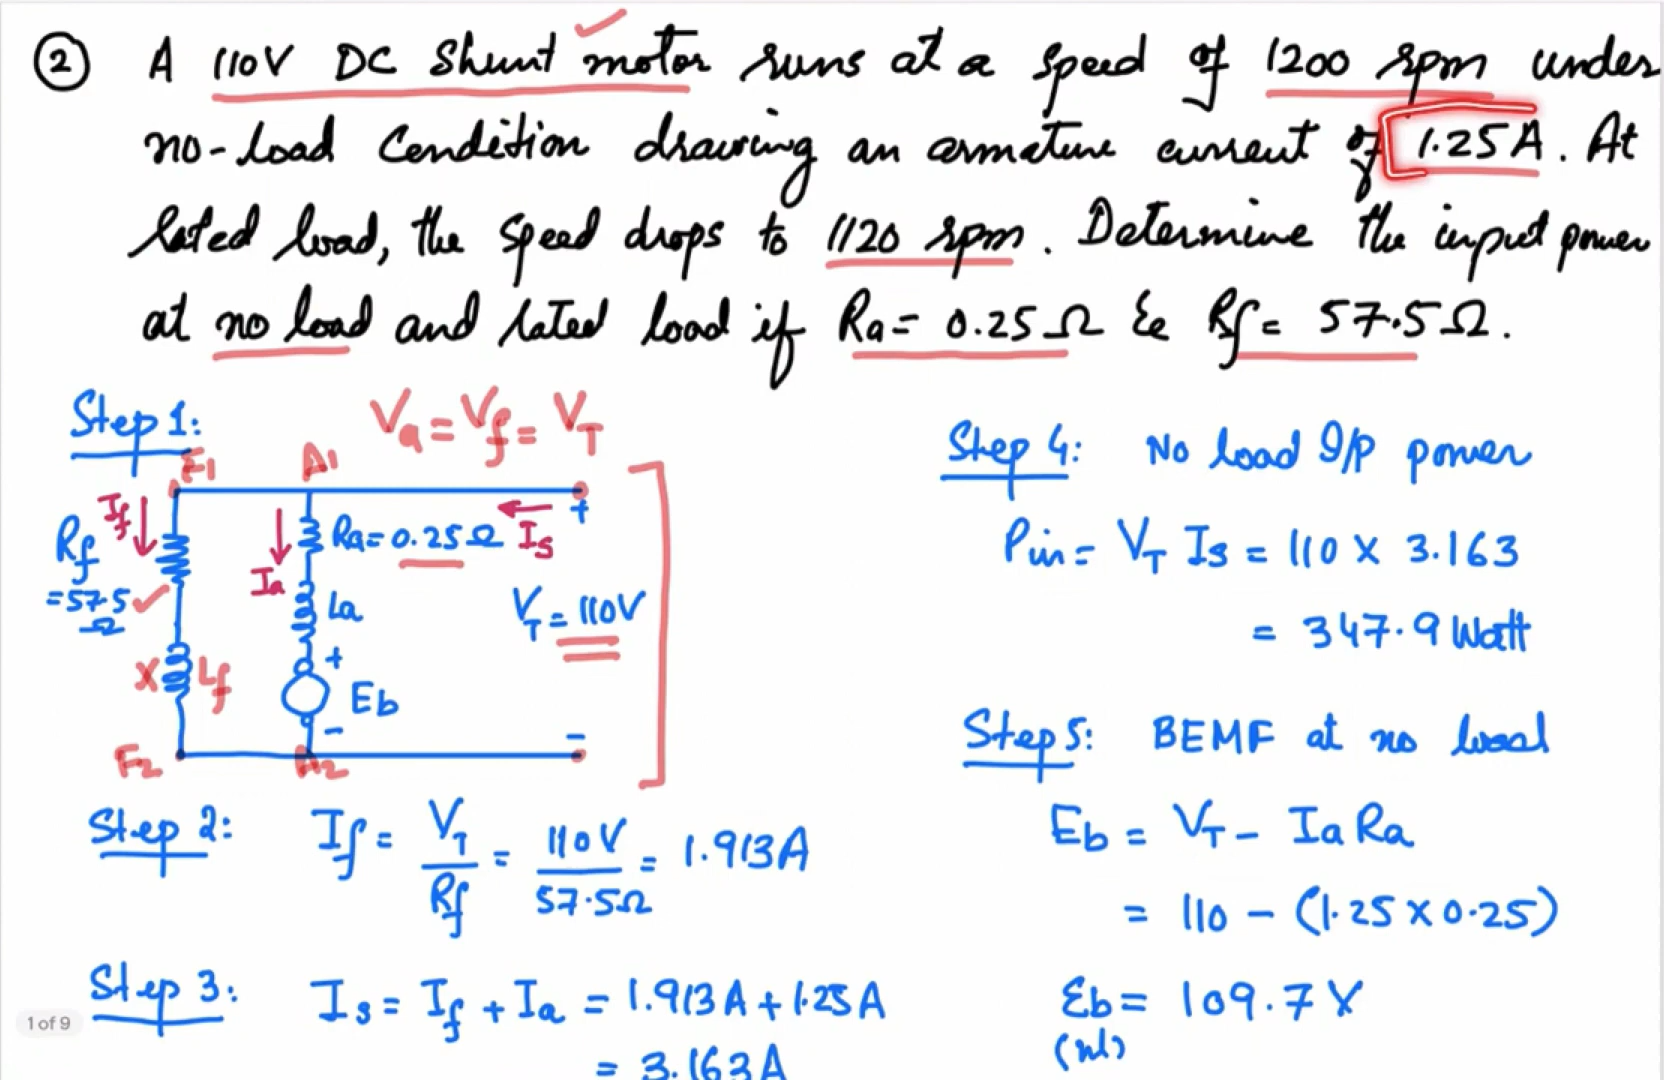 ② A 110V DC Shunt motor runs at a speed of 1200 rpm under
no-load Condition drawing an armature current of 1.25A. At
rated load, the speed drops to 1120 rpm. Determine the input power
at no load and rated load if Ra = 0.25Ω & Rf = 57.5Ω.
Step 1:
Va = Vf = VT
F1 A1
If
Rf
= 57.5
Ω
Ia
Ra = 0.25Ω
Is
+
La
VT = 110V
X Lf
+
Eb
-
-
F2 A2
Step 2: If = VT/Rf = 110V/57.5Ω = 1.913A
Step 3: Is = If + Ia = 1.913A + 1.25A
= 3.163A
Step 4: No load I/p power
Pin = VT Is = 110 x 3.163
= 347.9 Watt
Step 5: BEMF at no load
Eb = VT - Ia Ra
= 110 - (1.25 x 0.25)
Eb = 109.7 V
(nl)
1 of 9